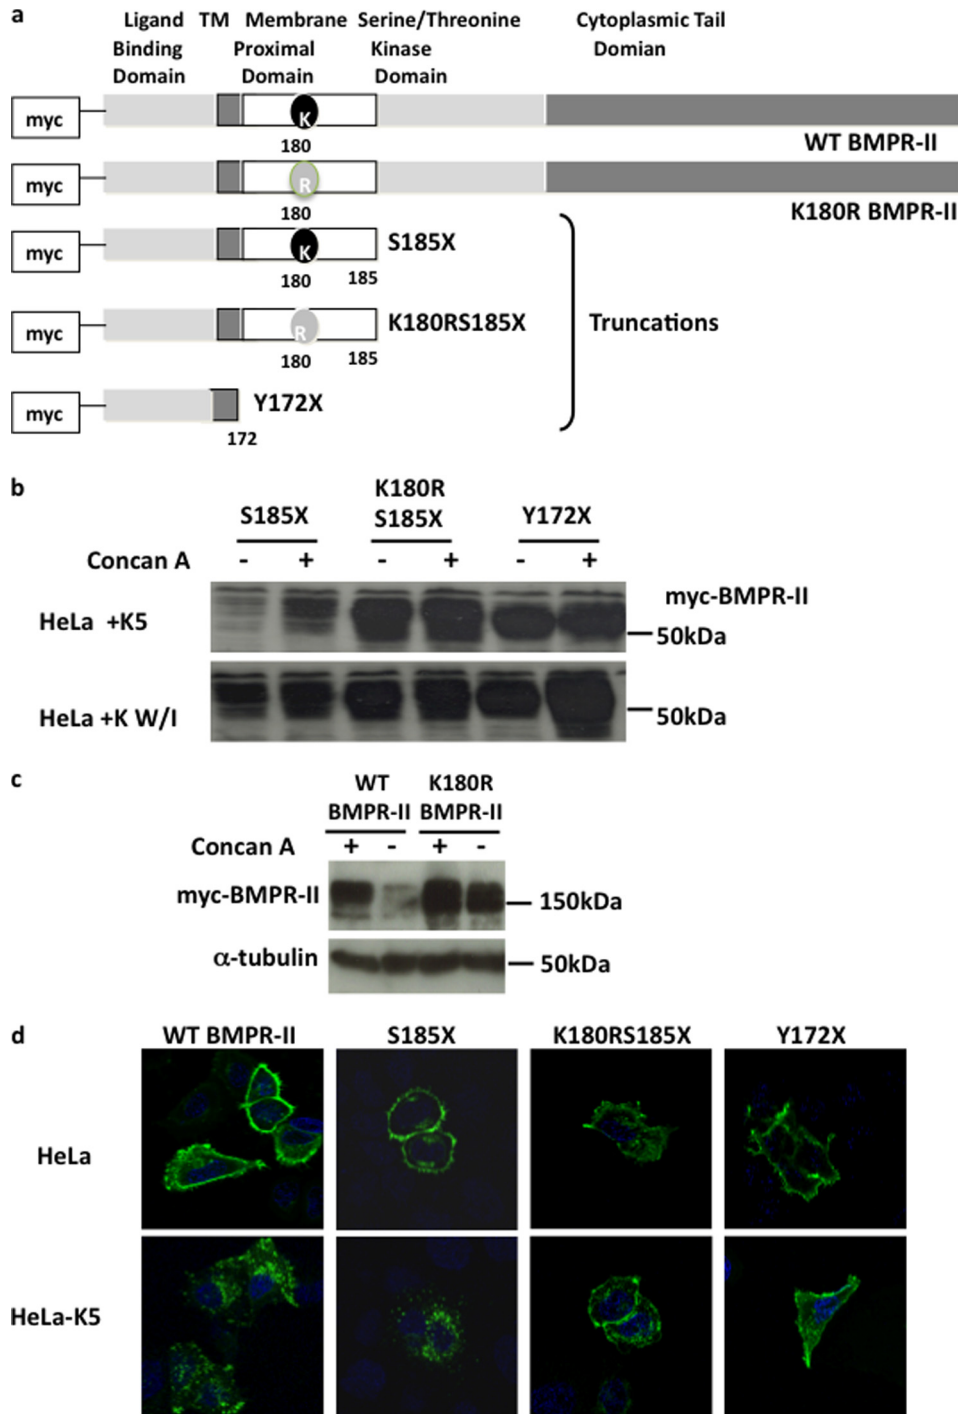 a
Ligand TM Membrane Serine/Threonine Cytoplasmic Tail
Binding Proximal Kinase Domian
Domain Domain Domain
myc K
180 WT BMPR-II
myc R
180 K180R BMPR-II
myc K S185X
180 185
myc R K180RS185X Truncations
180 185
myc Y172X
172
b
K180R
S185X S185X Y172X
Concan A - + - + - +
myc-BMPR-II
HeLa +K5 50kDa
HeLa +K W/I 50kDa
c
WT K180R
BMPR-II BMPR-II
Concan A + - + -
myc-BMPR-II 150kDa
α-tubulin 50kDa
d WT BMPR-II S185X K180RS185X Y172X
HeLa
HeLa-K5